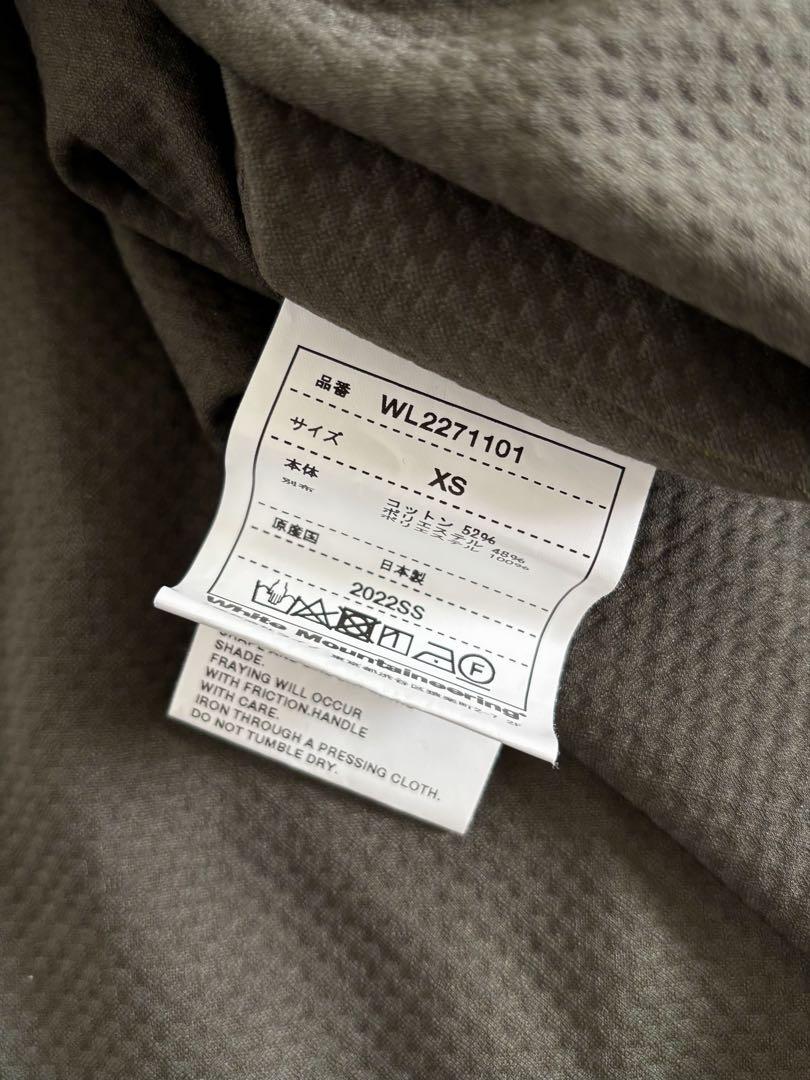 品番 WL2271101
サイズ XS
本体 コットン 52%
ポリエステル 48%
別布 ポリエステル 100%
原産国 日本製
2022SS
F
White Mountaineering
SHADE.
FRAYING WILL OCCUR
WITH FRICTION.HANDLE
WITH CARE.
IRON THROUGH A PRESSING CLOTH.
DO NOT TUMBLE DRY.